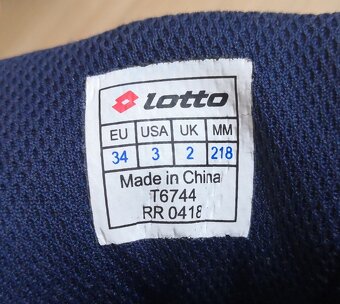 lotto
EU USA UK MM
34 3 2 218
Made in China
T6744
RR 0418